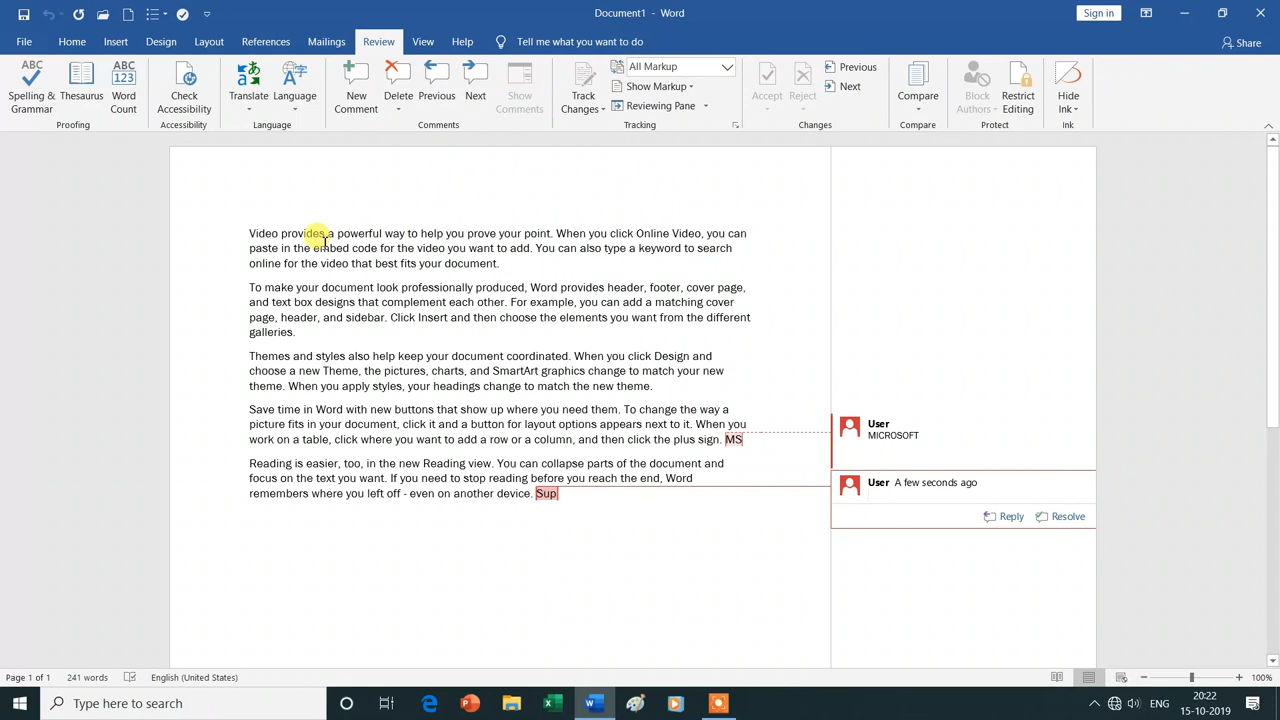 Document1 - Word
Sign in
File Home Insert Design Layout References Mailings Review View Help Tell me what you want to do Share
ABC
Spelling & Grammar
Thesaurus
ABC
123
Word Count
Proofing
Check Accessibility
Accessibility
Translate
Language
Language
New Comment
Delete
Previous
Next
Show Comments
Comments
Track Changes
All Markup
Show Markup
Reviewing Pane
Tracking
Accept
Reject
Previous
Next
Changes
Compare
Compare
Block Authors
Restrict Editing
Protect
Hide Ink
Ink
Video provides a powerful way to help you prove your point. When you click Online Video, you can
paste in the embed code for the video you want to add. You can also type a keyword to search
online for the video that best fits your document.
To make your document look professionally produced, Word provides header, footer, cover page,
and text box designs that complement each other. For example, you can add a matching cover
page, header, and sidebar. Click Insert and then choose the elements you want from the different
galleries.
Themes and styles also help keep your document coordinated. When you click Design and
choose a new Theme, the pictures, charts, and SmartArt graphics change to match your new
theme. When you apply styles, your headings change to match the new theme.
Save time in Word with new buttons that show up where you need them. To change the way a
picture fits in your document, click it and a button for layout options appears next to it. When you
work on a table, click where you want to add a row or a column, and then click the plus sign. MS
Reading is easier, too, in the new Reading view. You can collapse parts of the document and
focus on the text you want. If you need to stop reading before you reach the end, Word
remembers where you left off - even on another device. Sup
User
MICROSOFT
User A few seconds ago
Reply Resolve
Page 1 of 1 241 words English (United States) 100%
Type here to search
ENG
20:22
15-10-2019